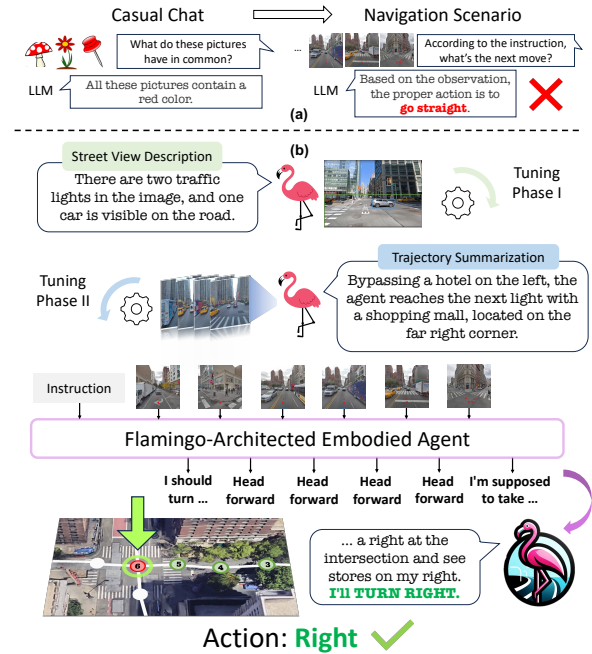 Casual Chat
Navigation Scenario
What do these pictures
have in common?
...
According to the instruction,
what's the next move?
LLM
All these pictures contain a
red color.
LLM
Based on the observation,
the proper action is to
go straight.
(a)
(b)
Street View Description
There are two traffic
lights in the image, and one
car is visible on the road.
Tuning
Phase I
Tuning
Phase II
Trajectory Summarization
Bypassing a hotel on the left, the
agent reaches the next light with
a shopping mall, located on the
far right corner.
Instruction
Flamingo-Architected Embodied Agent
I should
turn ...
Head
forward
Head
forward
Head
forward
Head
forward
I'm supposed
to take ...
6
5
4
3
... a right at the
intersection and see
stores on my right.
I'll TURN RIGHT.
Action: Right